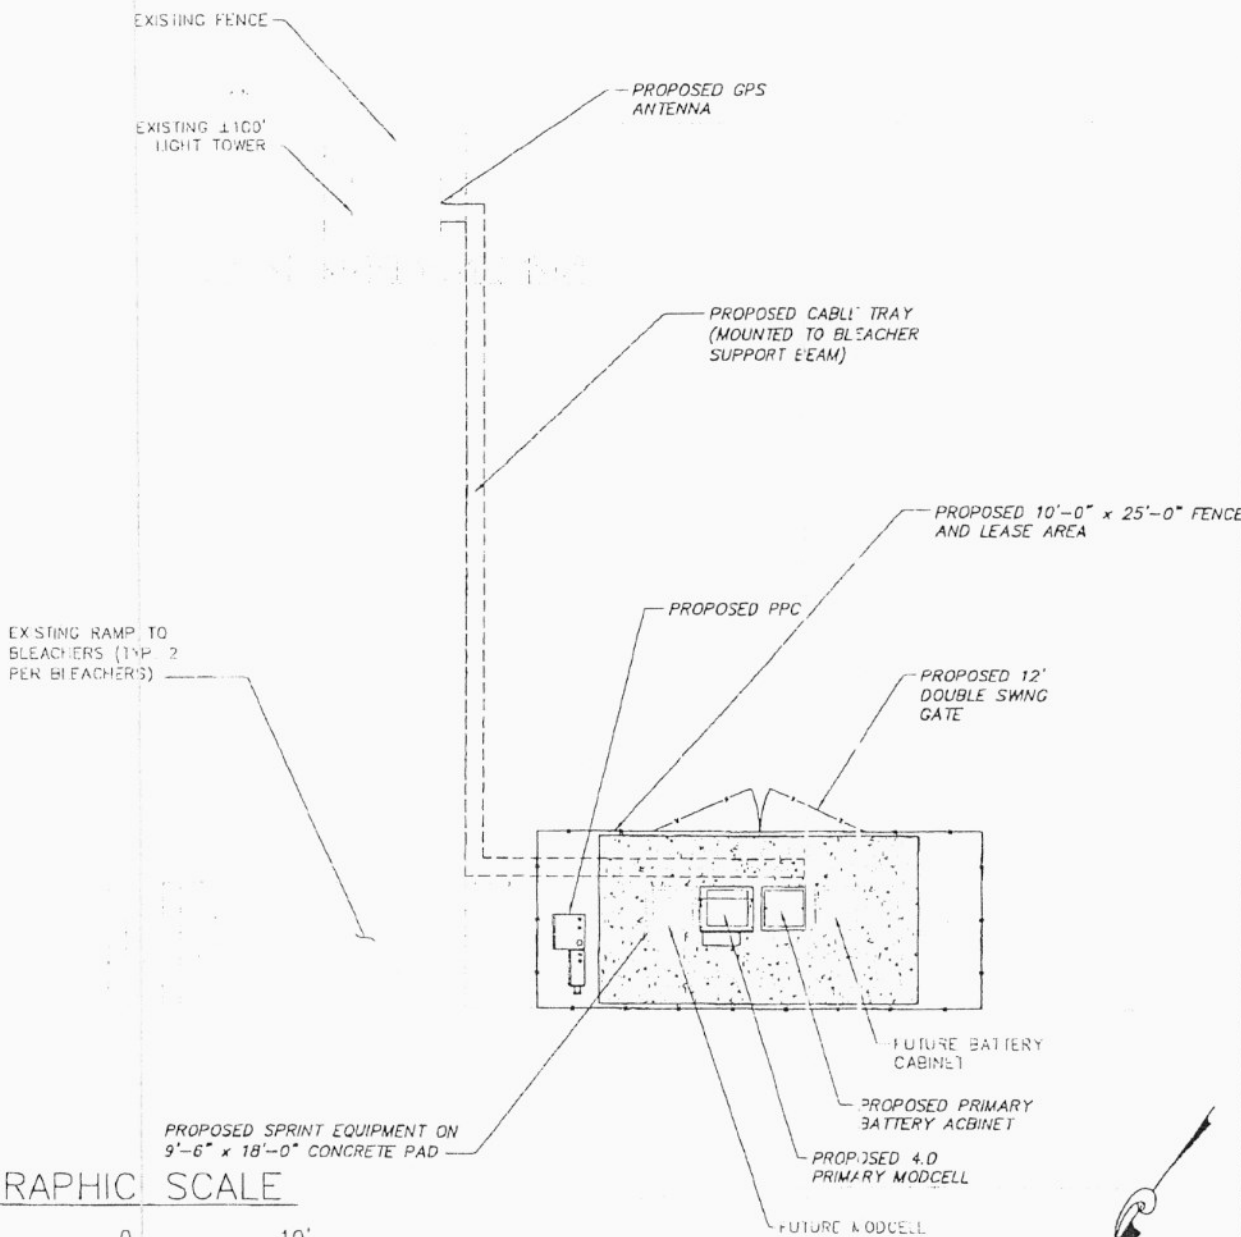 EXISTING FENCE
PROPOSED GPS
ANTENNA
EXISTING ±100'
LIGHT TOWER
PROPOSED CABLE TRAY
(MOUNTED TO BLEACHER
SUPPORT BEAM)
PROPOSED 10'-0" x 25'-0" FENCE
AND LEASE AREA
PROPOSED PPC
EXISTING RAMP TO
BLEACHERS (TYP. 2
PER BLEACHERS)
PROPOSED 12'
DOUBLE SWING
GATE
FUTURE BATTERY
CABINET
PROPOSED PRIMARY
BATTERY ACBINET
PROPOSED SPRINT EQUIPMENT ON
9'-6" x 18'-0" CONCRETE PAD
PROPOSED 4.0
PRIMARY MODCELL
RAPHIC SCALE
FUTURE MODCELL
0 10'